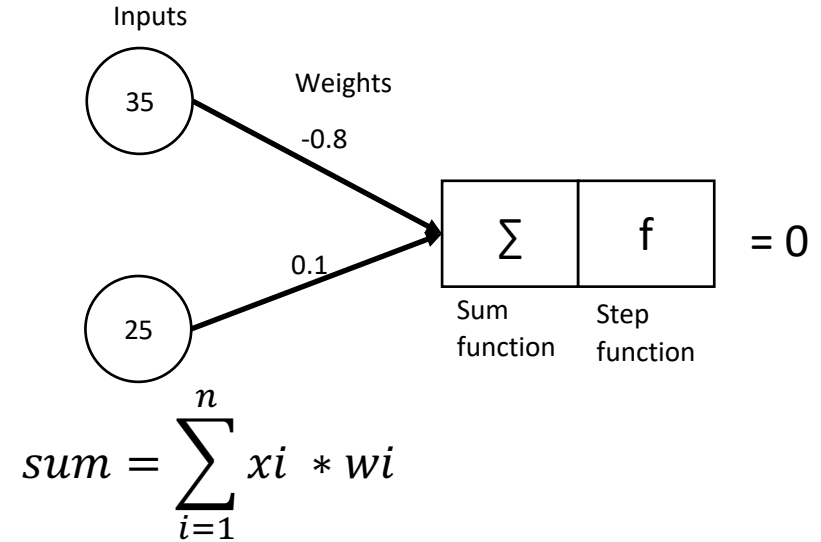 Inputs
35
Weights
-0.8
∑ f = 0
0.1
25
Sum function
Step function
sum = ∑ xi * wi
n
i=1